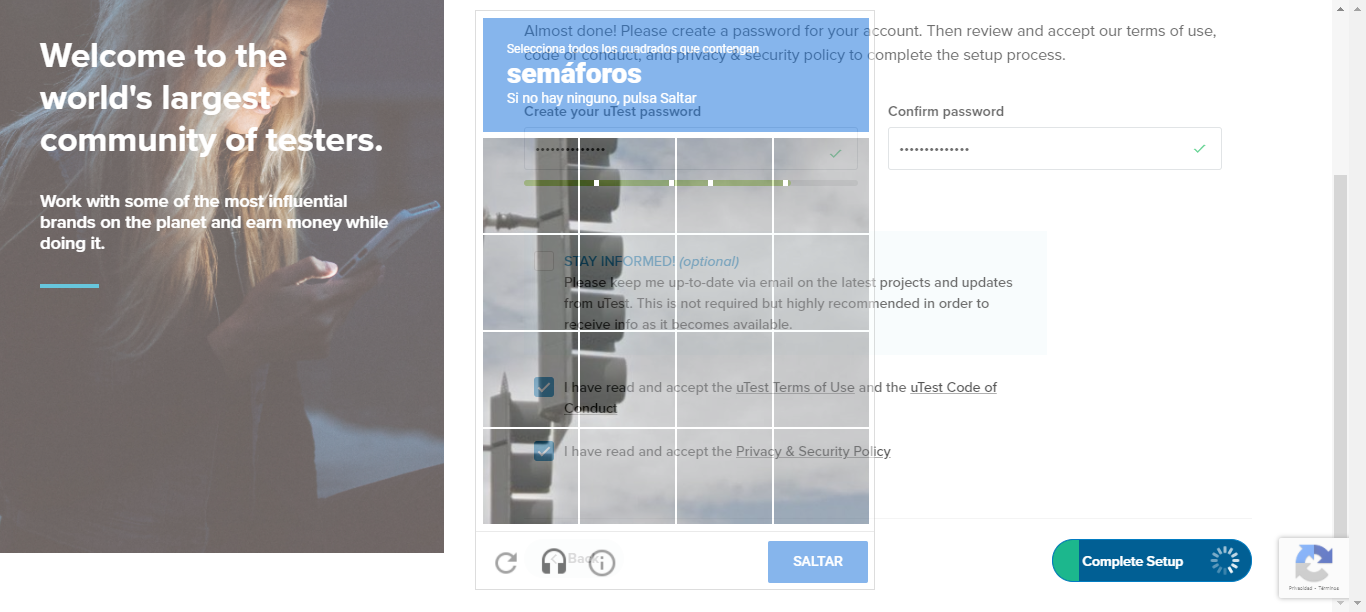 Welcome to the
world's largest
community of testers.
Work with some of the most influential
brands on the planet and earn money while
doing it.
Almost done! Please create a password for your account. Then review and accept our terms of use,
code of conduct, and privacy & security policy to complete the setup process.
Selecciona todos los cuadrados que contengan
semáforos
Si no hay ninguno, pulsa Saltar
Create your uTest password
Confirm password
STAY INFORMED! (optional)
Please keep me up-to-date via email on the latest projects and updates
from uTest. This is not required but highly recommended in order to
receive info as it becomes available.
I have read and accept the uTest Terms of Use and the uTest Code of
Conduct
I have read and accept the Privacy & Security Policy
< Back
SALTAR
Complete Setup
Privacidad - Términos